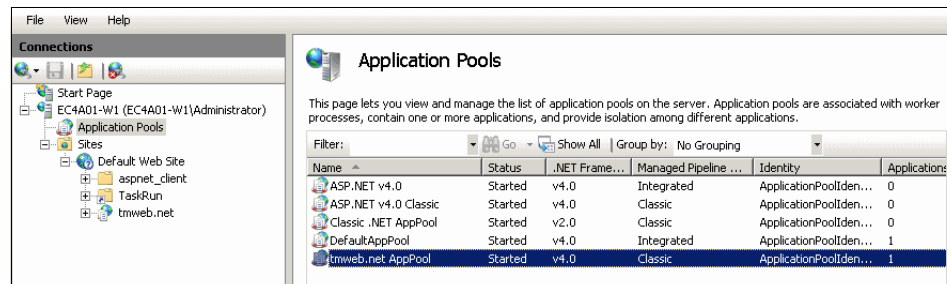 File View Help
Connections
Start Page
EC4A01-W1 (EC4A01-W1\Administrator)
Application Pools
Sites
Default Web Site
aspnet_client
TaskRun
tmweb.net
Application Pools
This page lets you view and manage the list of application pools on the server. Application pools are associated with worker
processes, contain one or more applications, and provide isolation among different applications.
Filter: Go Show All Group by: No Grouping
Name Status .NET Frame... Managed Pipeline ... Identity Applications
ASP.NET v4.0 Started v4.0 Integrated ApplicationPoolIden... 0
ASP.NET v4.0 Classic Started v4.0 Classic ApplicationPoolIden... 0
Classic .NET AppPool Started v2.0 Classic ApplicationPoolIden... 0
DefaultAppPool Started v4.0 Integrated ApplicationPoolIden... 1
tmweb.net AppPool Started v4.0 Classic ApplicationPoolIden... 1